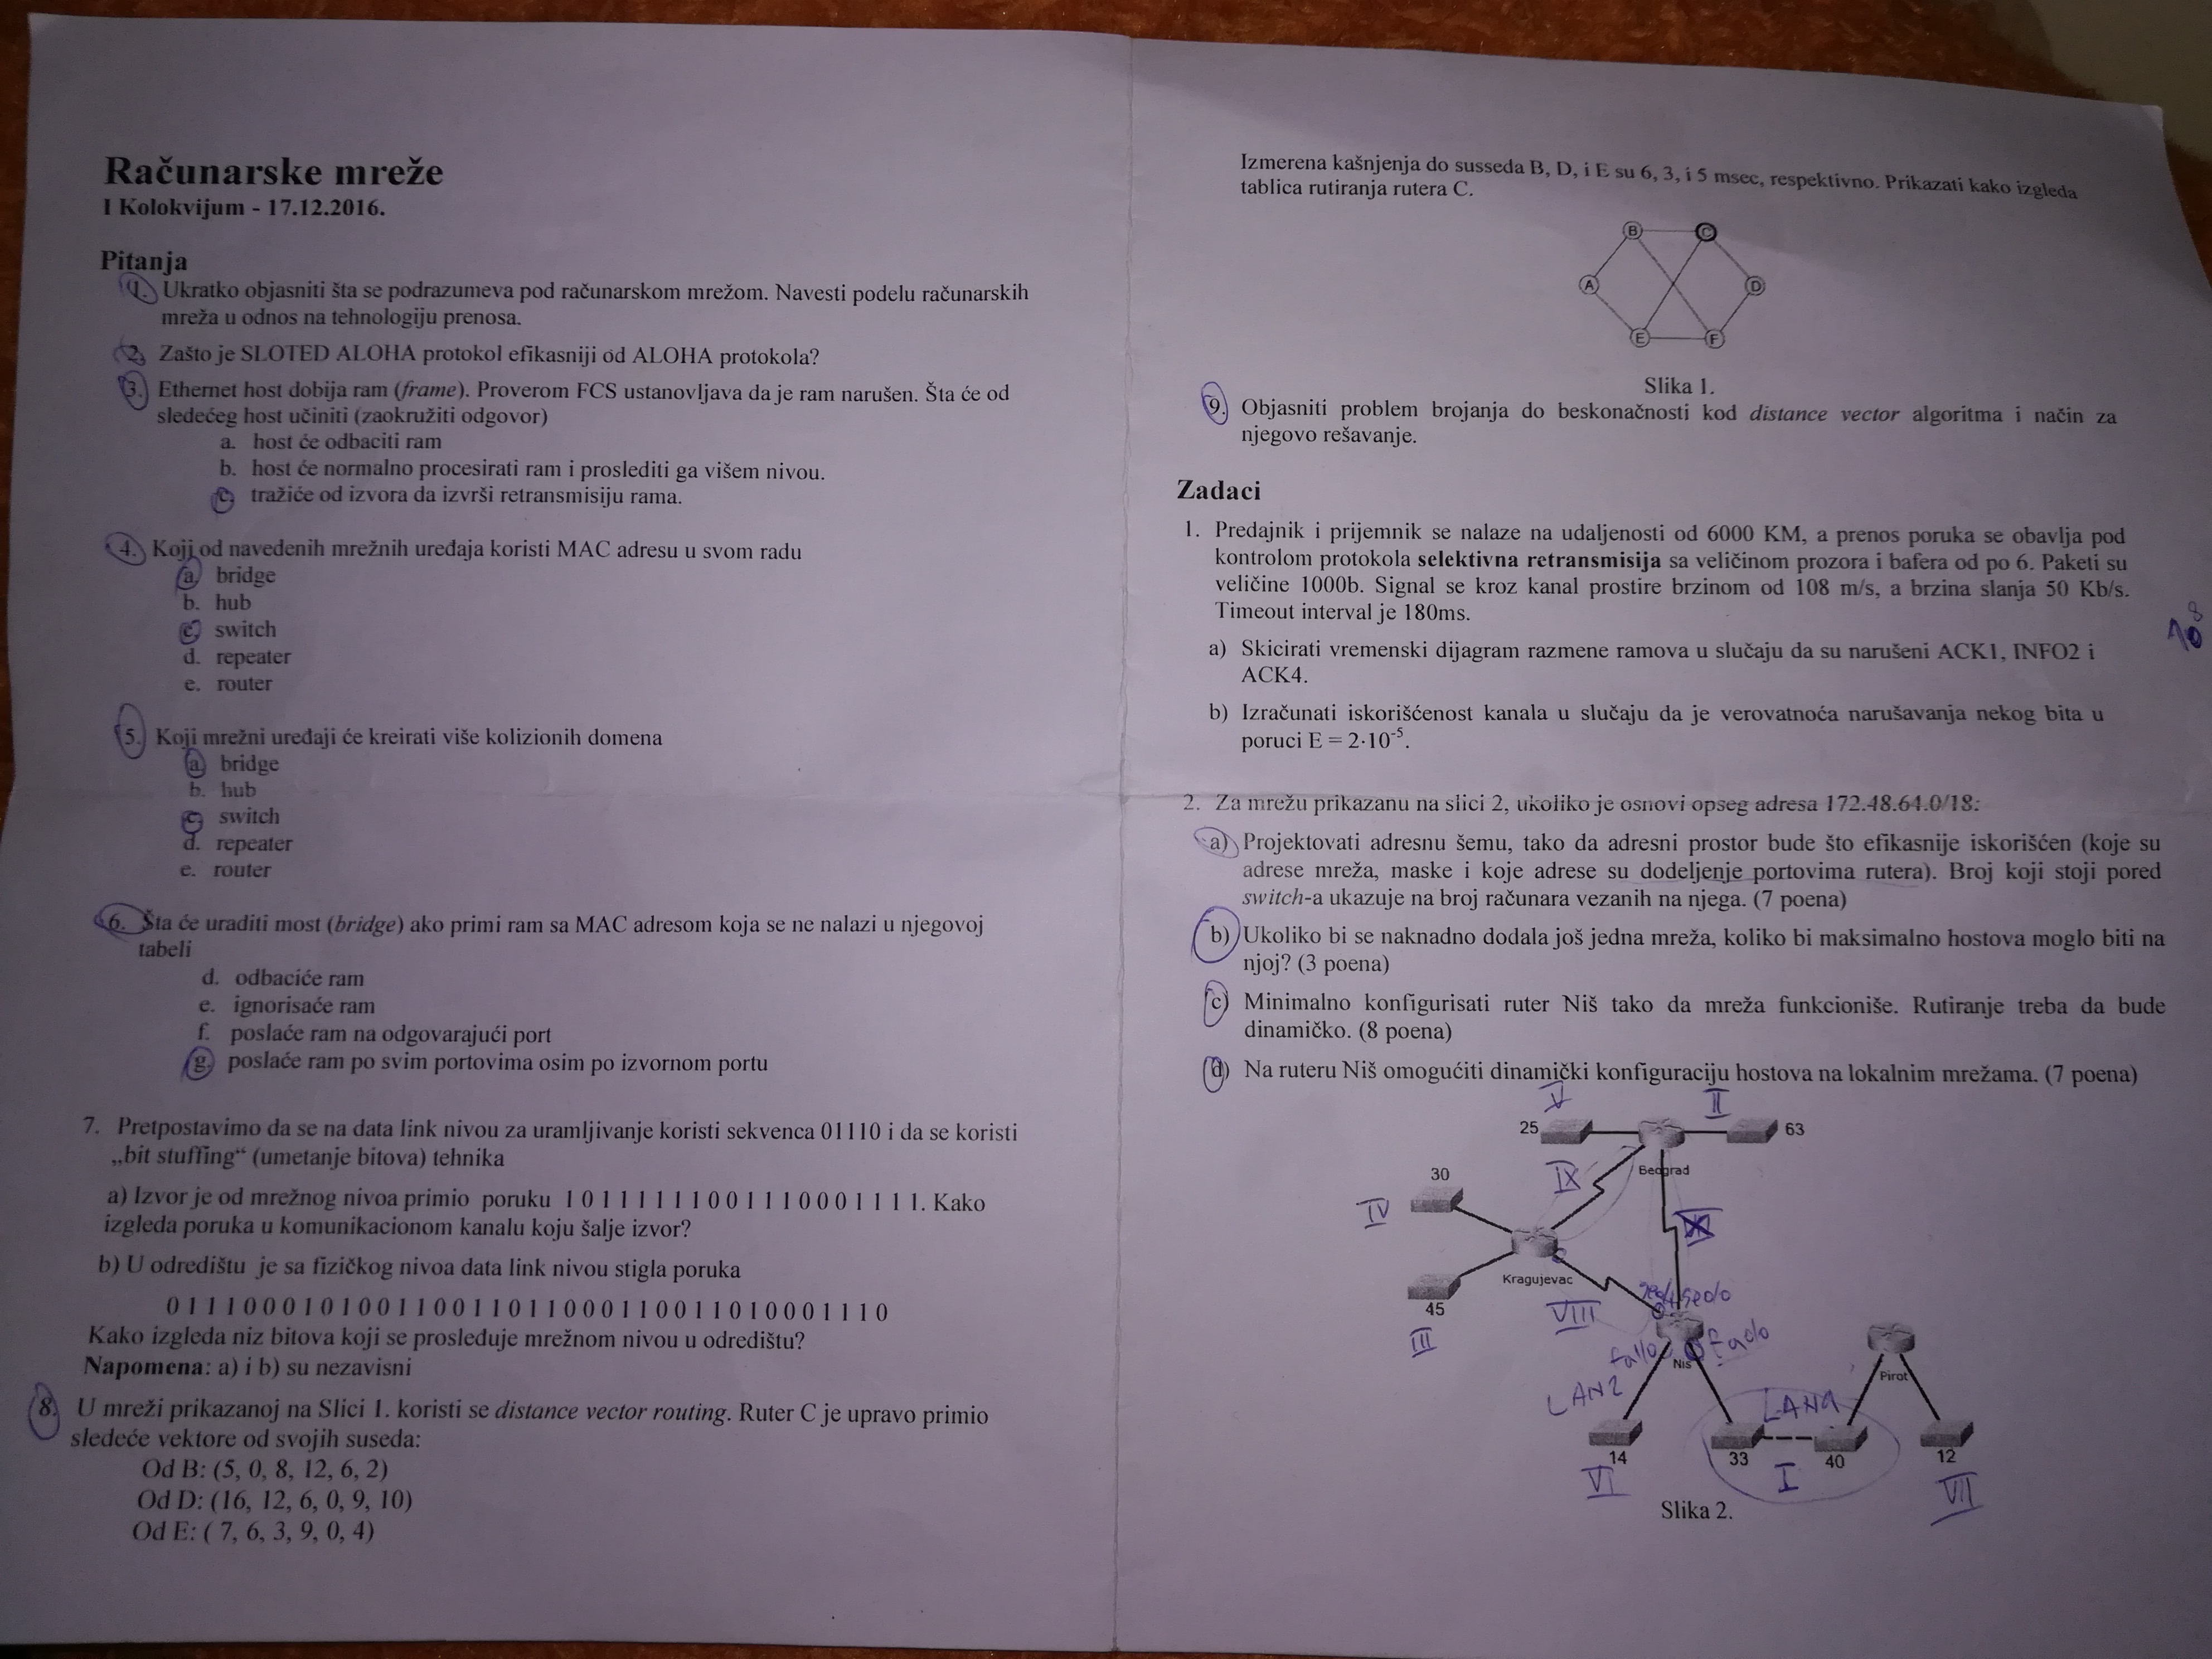 Računarske mreže
I Kolokvijum - 17.12.2016.
Pitanja
1. Ukratko objasniti šta se podrazumeva pod računarskom mrežom. Navesti podelu računarskih
mreža u odnos na tehnologiju prenosa.
2. Zašto je SLOTED ALOHA protokol efikasniji od ALOHA protokola?
3. Ethernet host dobija ram (frame). Proverom FCS ustanovljava da je ram narušen. Šta će od
sledećeg host učiniti (zaokružiti odgovor)
a. host će odbaciti ram
b. host će normalno procesirati ram i proslediti ga višem nivou.
c. tražiće od izvora da izvrši retransmisiju rama.
4. Koji od navedenih mrežnih uređaja koristi MAC adresu u svom radu
a. bridge
b. hub
c. switch
d. repeater
e. router
5. Koji mrežni uređaji će kreirati više kolizionih domena
a. bridge
b. hub
c. switch
d. repeater
e. router
6. Šta će uraditi most (bridge) ako primi ram sa MAC adresom koja se ne nalazi u njegovoj
tabeli
d. odbaciće ram
e. ignorisaće ram
f. poslaće ram na odgovarajući port
g. poslaće ram po svim portovima osim po izvornom portu
7. Pretpostavimo da se na data link nivou za uramljivanje koristi sekvenca 01110 i da se koristi
„bit stuffing“ (umetanje bitova) tehnika
a) Izvor je od mrežnog nivoa primio poruku 1 0 1 1 1 1 1 1 1 0 0 1 1 1 0 0 0 1 1 1 1. Kako
izgleda poruka u komunikacionom kanalu koju šalje izvor?
b) U odredištu je sa fizičkog nivoa data link nivou stigla poruka
0 1 1 1 0 0 0 1 0 1 0 0 1 1 0 0 1 1 0 1 1 0 0 0 1 1 0 0 1 1 0 1 0 0 0 1 1 1 0
Kako izgleda niz bitova koji se prosleđuje mrežnom nivou u odredištu?
Napomena: a) i b) su nezavisni
8. U mreži prikazanoj na Slici 1. koristi se distance vector routing. Ruter C je upravo primio
sledeće vektore od svojih suseda:
Od B: (5, 0, 8, 12, 6, 2)
Od D: (16, 12, 6, 0, 9, 10)
Od E: ( 7, 6, 3, 9, 0, 4)
Izmerena kašnjenja do susseda B, D, i E su 6, 3, i 5 msec, respektivno. Prikazati kako izgleda
tablica rutiranja rutera C.
B C
A D
E F
Slika 1.
9. Objasniti problem brojanja do beskonačnosti kod distance vector algoritma i način za
njegovo rešavanje.
Zadaci
1. Predajnik i prijemnik se nalaze na udaljenosti od 6000 KM, a prenos poruka se obavlja pod
kontrolom protokola selektivna retransmisija sa veličinom prozora i bafera od po 6. Paketi su
veličine 1000b. Signal se kroz kanal prostire brzinom od 108 m/s, a brzina slanja 50 Kb/s.
Timeout interval je 180ms.
10⁸
a) Skicirati vremenski dijagram razmene ramova u slučaju da su narušeni ACK1, INFO2 i
ACK4.
b) Izračunati iskorišćenost kanala u slučaju da je verovatnoća narušavanja nekog bita u
poruci E = 2·10⁻⁵.
2. Za mrežu prikazanu na slici 2, ukoliko je osnovi opseg adresa 172.48.64.0/18:
a) Projektovati adresnu šemu, tako da adresni prostor bude što efikasnije iskorišćen (koje su
adrese mreža, maske i koje adrese su dodeljenje portovima rutera). Broj koji stoji pored
switch-a ukazuje na broj računara vezanih na njega. (7 poena)
b) Ukoliko bi se naknadno dodala još jedna mreža, koliko bi maksimalno hostova moglo biti na
njoj? (3 poena)
c) Minimalno konfigurisati ruter Niš tako da mreža funkcioniše. Rutiranje treba da bude
dinamičko. (8 poena)
d) Na ruteru Niš omogućiti dinamički konfiguraciju hostova na lokalnim mrežama. (7 poena)
V II
25 63
Beograd
IX
30
IV
Kragujevac
45
III
VIII
se0/0
fa0/0
Niš
Pirot
LAN2 LAN1
14 33 40 12
VI I VII
Slika 2.